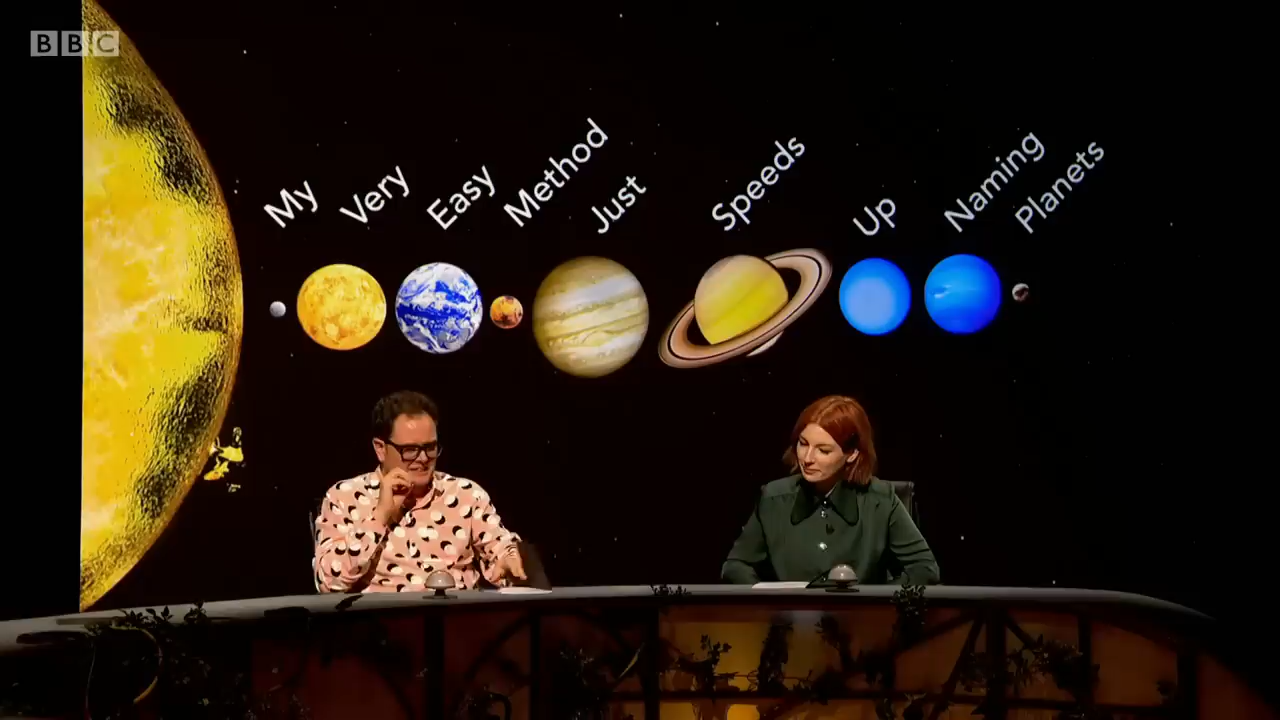 BBC
My
Very
Easy
Method
Just
Speeds
Up
Naming
Planets